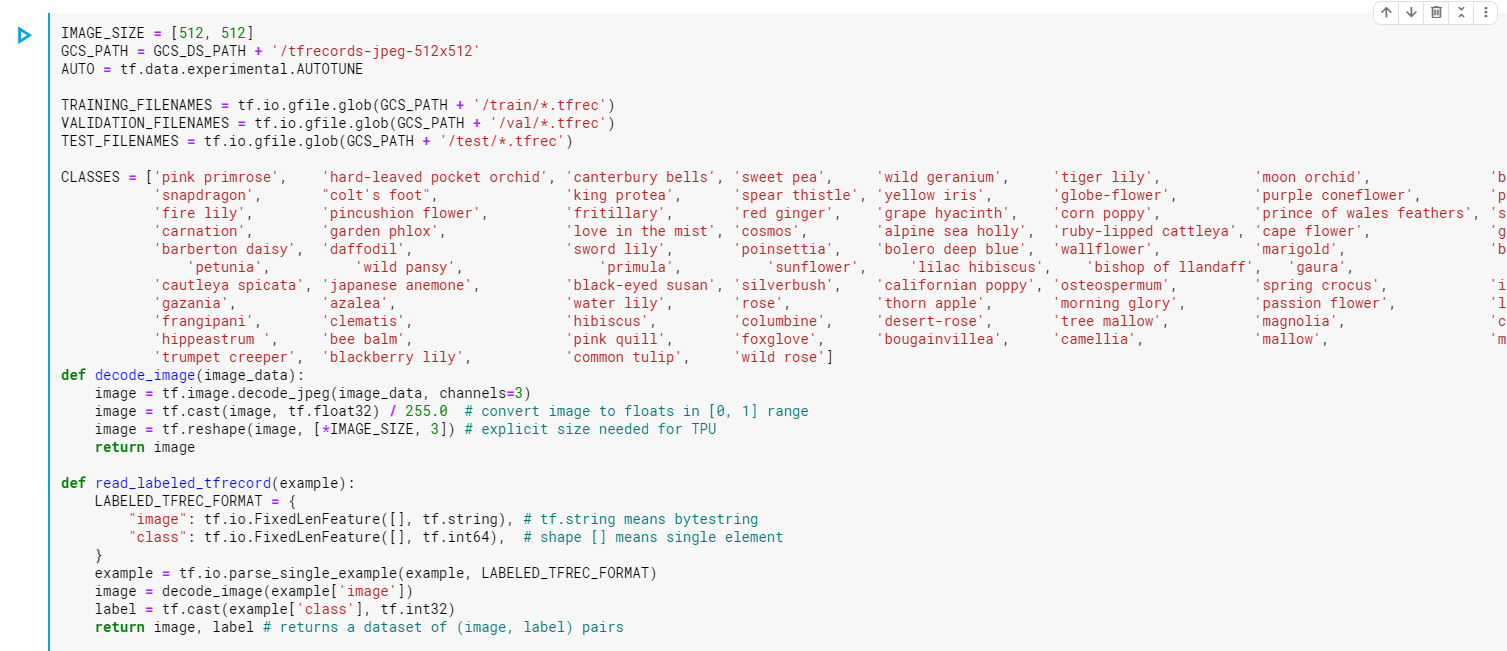 IMAGE_SIZE = [512, 512]
GCS_PATH = GCS_DS_PATH + '/tfrecords-jpeg-512x512'
AUTO = tf.data.experimental.AUTOTUNE
TRAINING_FILENAMES = tf.io.gfile.glob(GCS_PATH + '/train/*.tfrec')
VALIDATION_FILENAMES = tf.io.gfile.glob(GCS_PATH + '/val/*.tfrec')
TEST_FILENAMES = tf.io.gfile.glob(GCS_PATH + '/test/*.tfrec')
CLASSES = ['pink primrose', 'hard-leaved pocket orchid', 'canterbury bells', 'sweet pea', 'wild geranium', 'tiger lily', 'moon orchid', 'b
'snapdragon', "colt's foot", 'king protea', 'spear thistle', 'yellow iris', 'globe-flower', 'purple coneflower', 'p
'fire lily', 'pincushion flower', 'fritillary', 'red ginger', 'grape hyacinth', 'corn poppy', 'prince of wales feathers', 's
'carnation', 'garden phlox', 'love in the mist', 'cosmos', 'alpine sea holly', 'ruby-lipped cattleya', 'cape flower', 'g
'barberton daisy', 'daffodil', 'sword lily', 'poinsettia', 'bolero deep blue', 'wallflower', 'marigold', 'b
'petunia', 'wild pansy', 'primula', 'sunflower', 'lilac hibiscus', 'bishop of llandaff', 'gaura',
'cautleya spicata', 'japanese anemone', 'black-eyed susan', 'silverbush', 'californian poppy', 'osteospermum', 'spring crocus', 'i
'gazania', 'azalea', 'water lily', 'rose', 'thorn apple', 'morning glory', 'passion flower', 'l
'frangipani', 'clematis', 'hibiscus', 'columbine', 'desert-rose', 'tree mallow', 'magnolia', 'c
'hippeastrum ', 'bee balm', 'pink quill', 'foxglove', 'bougainvillea', 'camellia', 'mallow', 'm
'trumpet creeper', 'blackberry lily', 'common tulip', 'wild rose']
def decode_image(image_data):
image = tf.image.decode_jpeg(image_data, channels=3)
image = tf.cast(image, tf.float32) / 255.0 # convert image to floats in [0, 1] range
image = tf.reshape(image, [*IMAGE_SIZE, 3]) # explicit size needed for TPU
return image
def read_labeled_tfrecord(example):
LABELED_TFREC_FORMAT = {
"image": tf.io.FixedLenFeature([], tf.string), # tf.string means bytestring
"class": tf.io.FixedLenFeature([], tf.int64), # shape [] means single element
}
example = tf.io.parse_single_example(example, LABELED_TFREC_FORMAT)
image = decode_image(example['image'])
label = tf.cast(example['class'], tf.int32)
return image, label # returns a dataset of (image, label) pairs